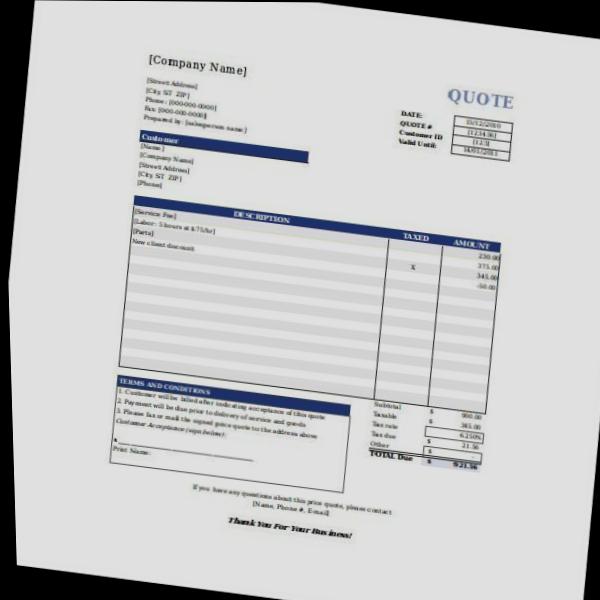 [Company Name]
[Street Address]
[City, ST ZIP]
Phone: [000-000-0000]
Fax: [000-000-0000]
Prepared by: [salesperson name]
QUOTE
DATE:
QUOTE # [123456]
Customer ID [123]
Valid Until:
Customer
[Name]
[Company Name]
[Street Address]
[City, ST ZIP]
[Phone]
DESCRIPTION TAXED AMOUNT
[Service Fee] 230.00
[Labor: 5 hours at $75/hr] 375.00
[Parts] X 345.00
New client discount -50.00
Subtotal $ 900.00
Taxable $ 345.00
Tax rate 6.250%
Tax due $ 21.56
Other $ -
TOTAL Due $ 921.56
TERMS AND CONDITIONS
1. Customer will be billed after indicating acceptance of this quote
2. Payment will be due prior to delivery of service and goods
3. Please fax or mail the signed price quote to the address above
Customer Acceptance (sign below):
x
Print Name:
If you have any questions about this price quote, please contact
[Name, Phone #, E-mail]
Thank You For Your Business!